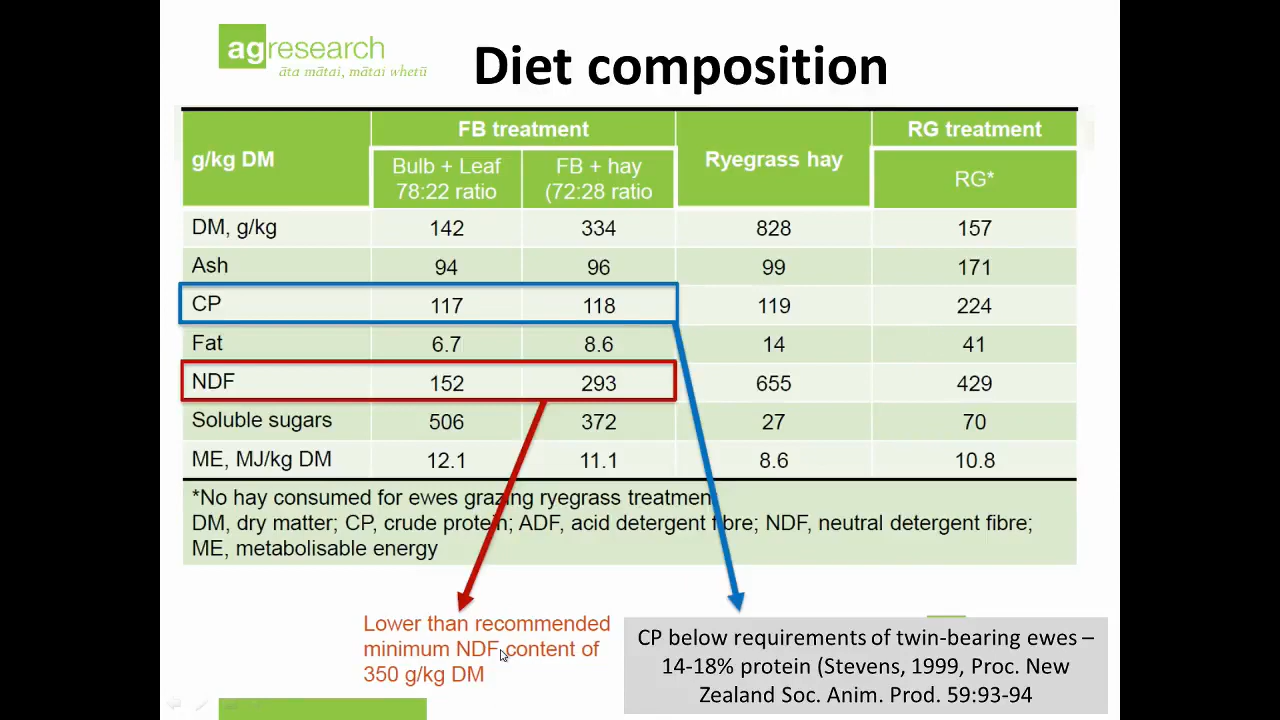 agresearch
āta mātai, mātai whetū
Diet composition
g/kg DM
FB treatment
Ryegrass hay
RG treatment
Bulb + Leaf
78:22 ratio
FB + hay
(72:28 ratio
RG*
DM, g/kg 142 334 828 157
Ash 94 96 99 171
CP 117 118 119 224
Fat 6.7 8.6 14 41
NDF 152 293 655 429
Soluble sugars 506 372 27 70
ME, MJ/kg DM 12.1 11.1 8.6 10.8
*No hay consumed for ewes grazing ryegrass treatment
DM, dry matter; CP, crude protein; ADF, acid detergent fibre; NDF, neutral detergent fibre;
ME, metabolisable energy
Lower than recommended
minimum NDF content of
350 g/kg DM
CP below requirements of twin-bearing ewes –
14-18% protein (Stevens, 1999, Proc. New
Zealand Soc. Anim. Prod. 59:93-94